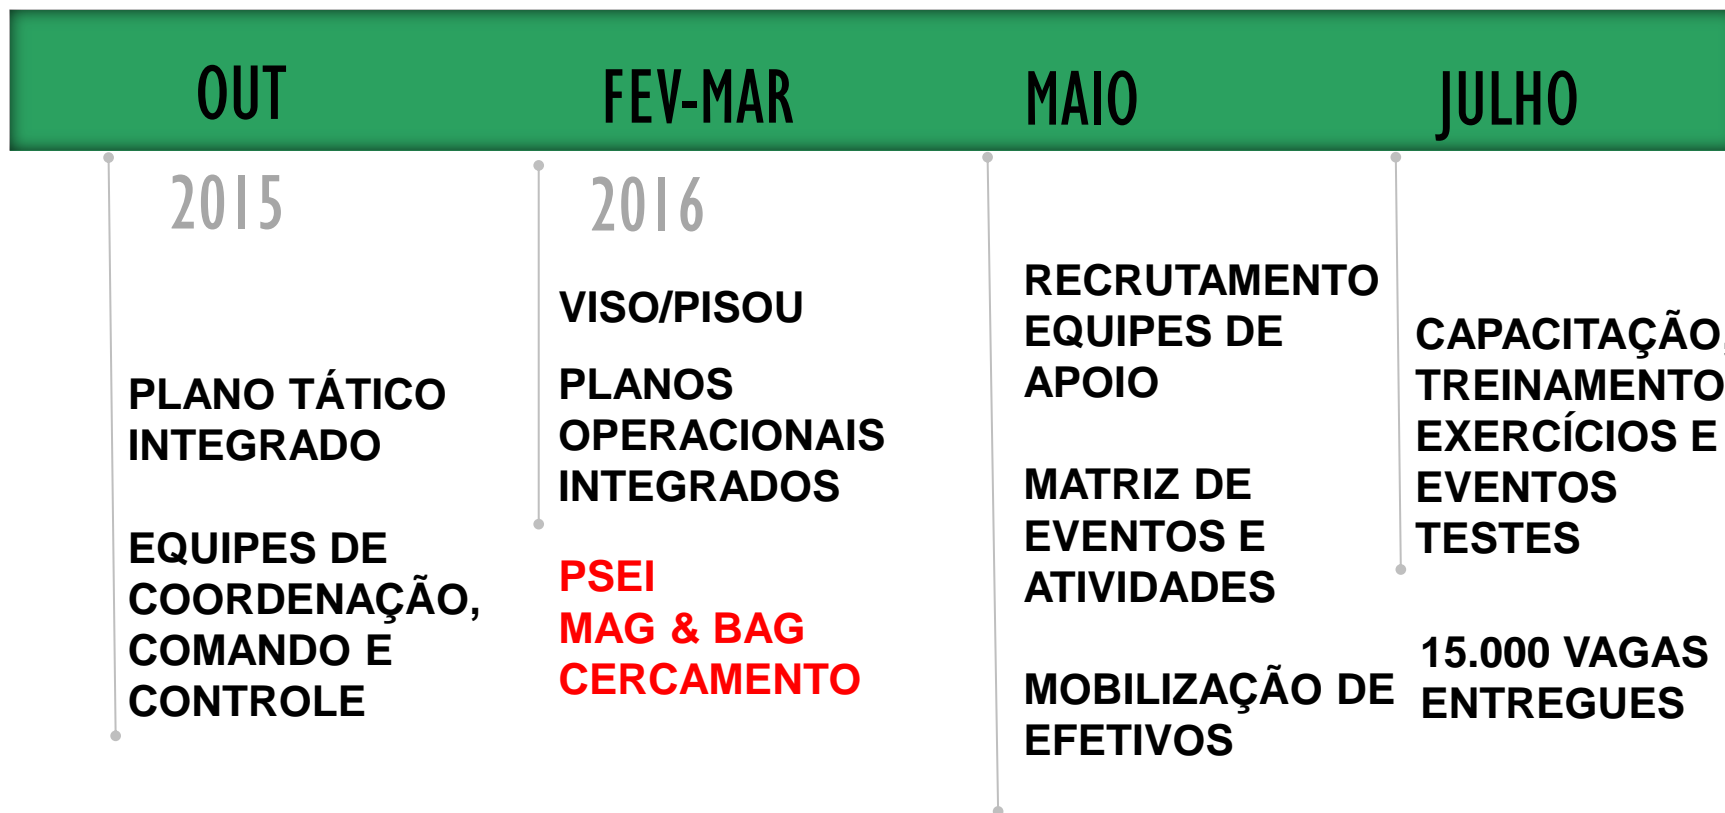 OUT
FEV-MAR
MAIO
JULHO
2015
2016
PLANO TÁTICO
INTEGRADO
EQUIPES DE
COORDENAÇÃO,
COMANDO E
CONTROLE
VISO/PISOU
PLANOS
OPERACIONAIS
INTEGRADOS
PSEI
MAG & BAG
CERCAMENTO
RECRUTAMENTO
EQUIPES DE
APOIO
MATRIZ DE
EVENTOS E
ATIVIDADES
MOBILIZAÇÃO DE
EFETIVOS
CAPACITAÇÃO,
TREINAMENTO
EXERCÍCIOS E
EVENTOS
TESTES
15.000 VAGAS
ENTREGUES